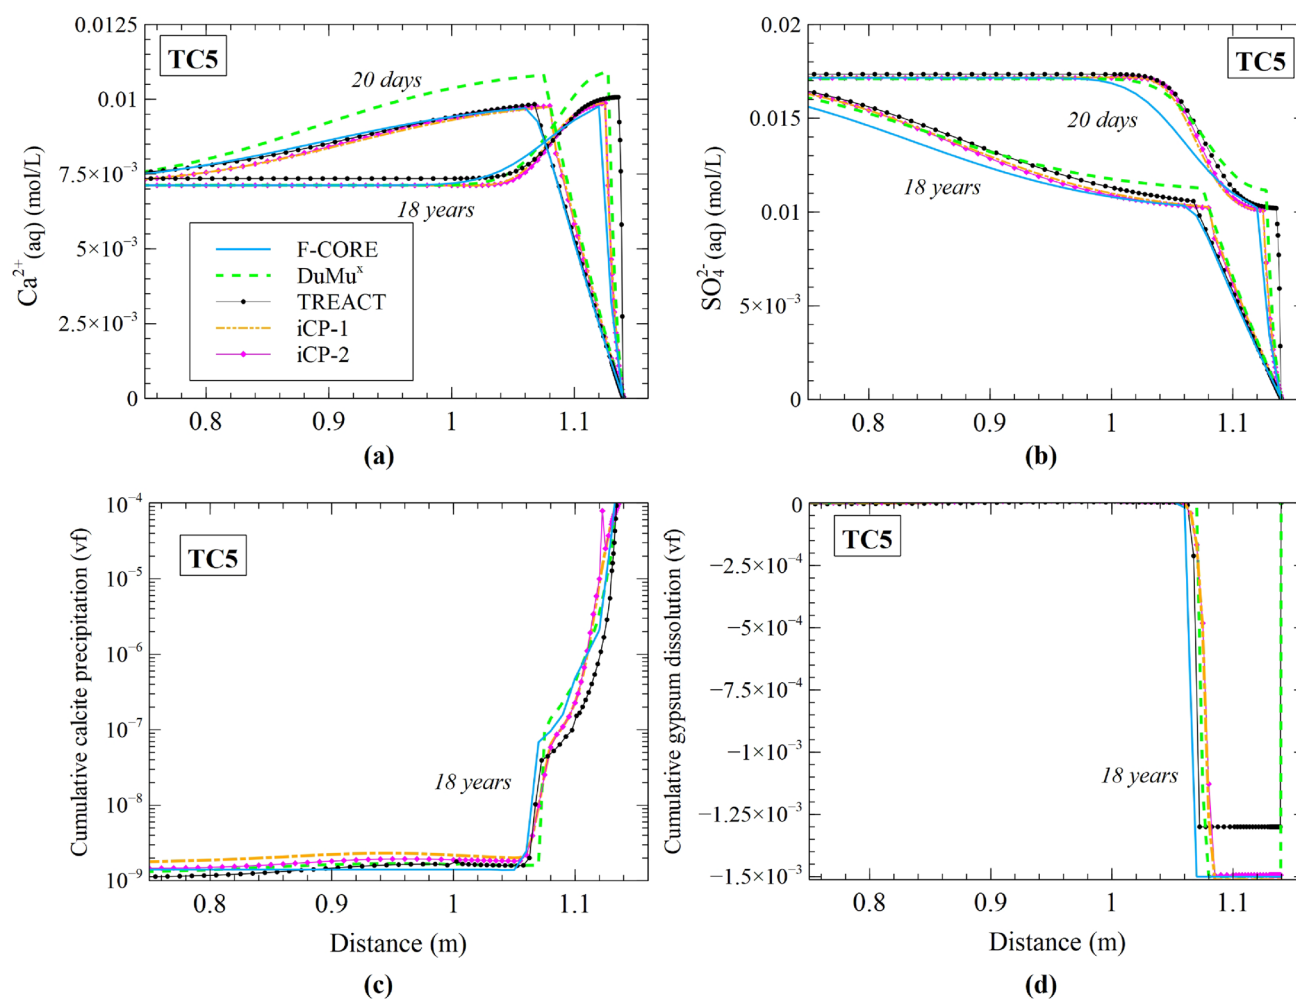 0.0125
0.01
7.5×10⁻³
5×10⁻³
2.5×10⁻³
0
Ca²⁺ (aq) (mol/L)
TC5
20 days
18 years
F-CORE
DuMuˣ
TREACT
iCP-1
iCP-2
0.8
0.9
1
1.1
(a)
0.02
0.015
0.01
5×10⁻³
0
SO₄²⁻ (aq) (mol/L)
TC5
20 days
18 years
0.8
0.9
1
1.1
(b)
10⁻⁴
10⁻⁵
10⁻⁶
10⁻⁷
10⁻⁸
10⁻⁹
Cumulative calcite precipitation (vf)
TC5
18 years
0.8
0.9
1
1.1
Distance (m)
(c)
0
−2.5×10⁻⁴
−5×10⁻⁴
−7.5×10⁻⁴
−1×10⁻³
−1.25×10⁻³
−1.5×10⁻³
Cumulative gypsum dissolution (vf)
TC5
18 years
0.8
0.9
1
1.1
Distance (m)
(d)